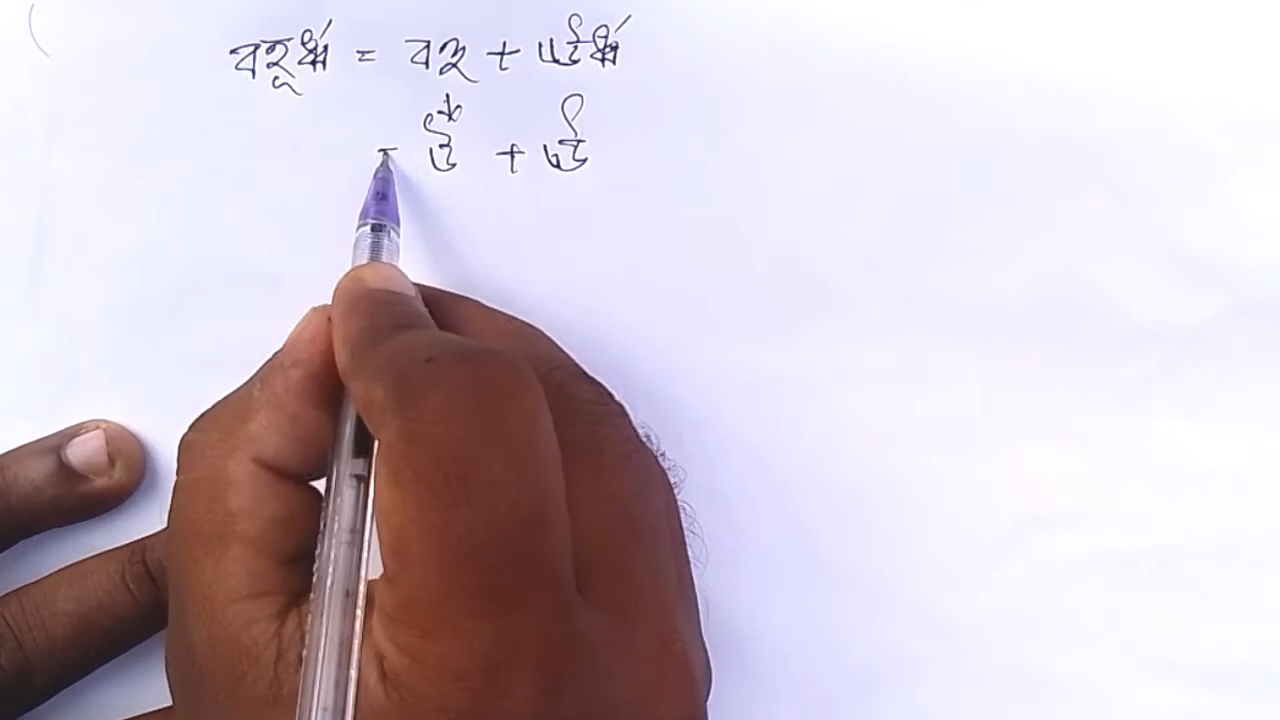 বহূর্ধ্ব = বহু + ঊর্ধ্ব
= উ + ঊ